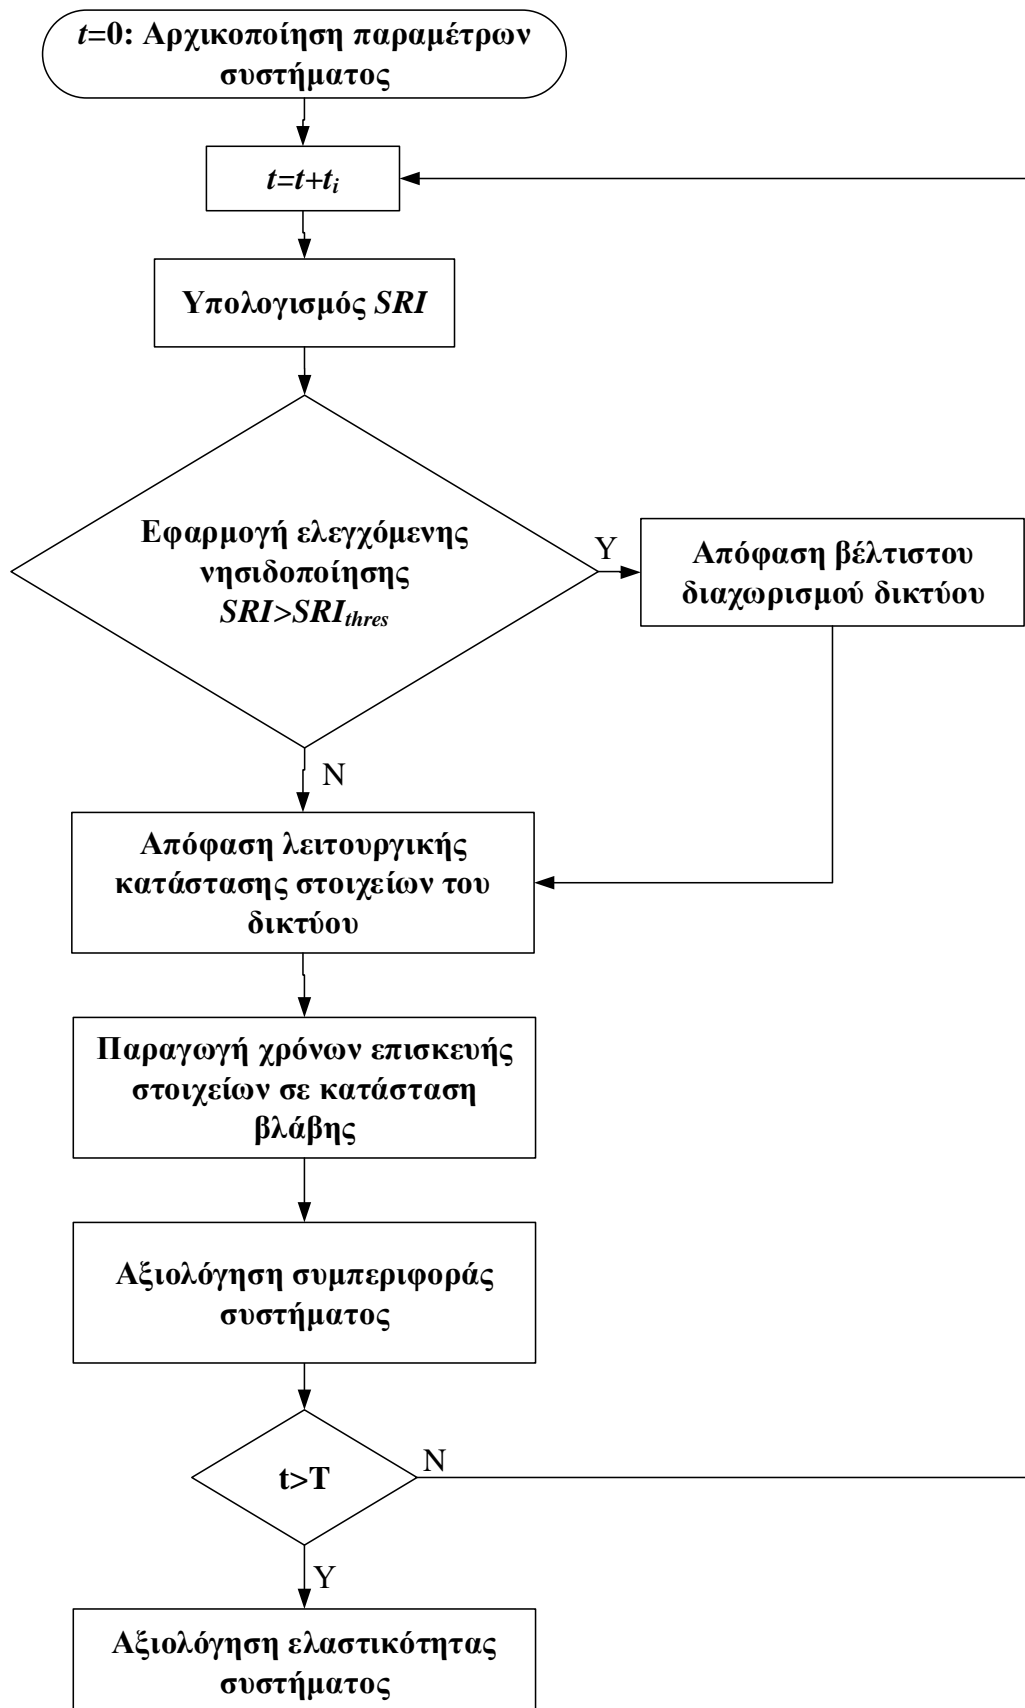 t=0: Αρχικοποίηση παραμέτρων
συστήματος
t=t+tᵢ
Υπολογισμός SRI
Εφαρμογή ελεγχόμενης
νησιδοποίησης
SRI>SRIthres
Y
Απόφαση βέλτιστου
διαχωρισμού δικτύου
N
Απόφαση λειτουργικής
κατάστασης στοιχείων του
δικτύου
Παραγωγή χρόνων επισκευής
στοιχείων σε κατάσταση
βλάβης
Αξιολόγηση συμπεριφοράς
συστήματος
t>T
N
Y
Αξιολόγηση ελαστικότητας
συστήματος